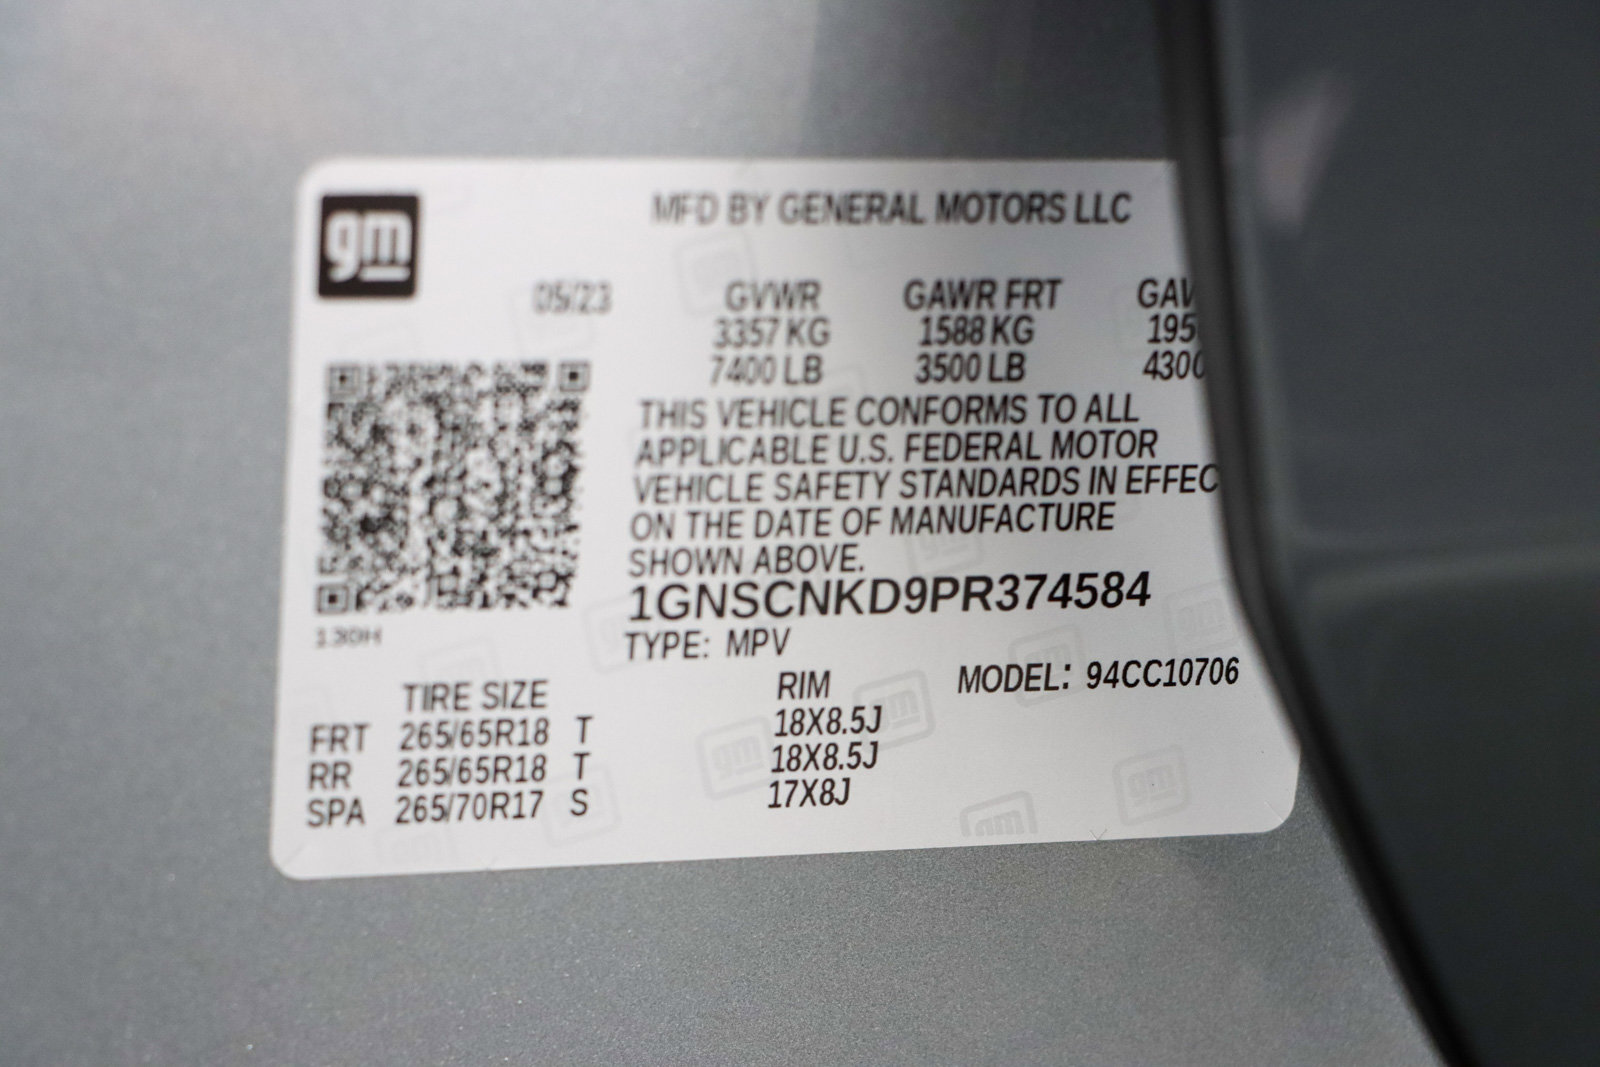 gm
MFD BY GENERAL MOTORS LLC
05/23 GVWR GAWR FRT GAW
3357 KG 1588 KG 195
7400 LB 3500 LB 4300
THIS VEHICLE CONFORMS TO ALL
APPLICABLE U.S. FEDERAL MOTOR
VEHICLE SAFETY STANDARDS IN EFFEC
ON THE DATE OF MANUFACTURE
SHOWN ABOVE.
1GNSCNKD9PR374584
TYPE: MPV
MODEL: 94CC10706
TIRE SIZE RIM
FRT 265/65R18 T 18X8.5J
RR 265/65R18 T 18X8.5J
SPA 265/70R17 S 17X8J